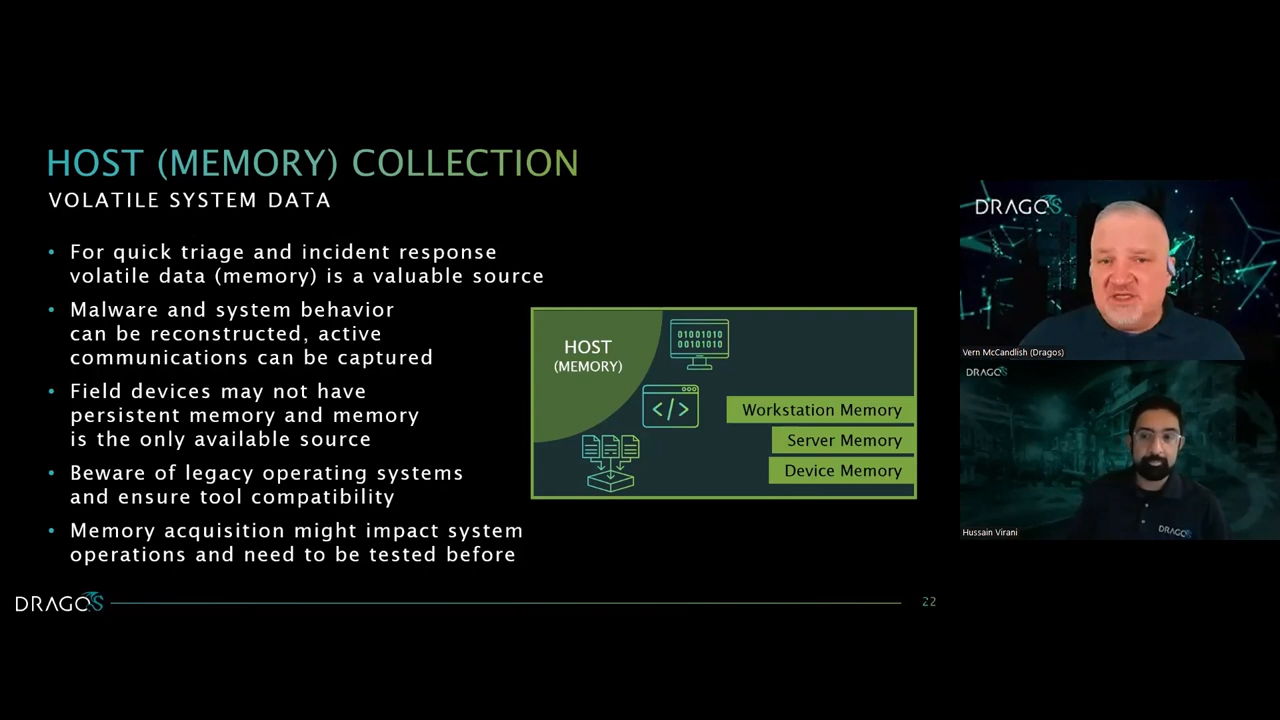 HOST (MEMORY) COLLECTION
VOLATILE SYSTEM DATA
• For quick triage and incident response
volatile data (memory) is a valuable source
• Malware and system behavior
can be reconstructed, active
communications can be captured
• Field devices may not have
persistent memory and memory
is the only available source
• Beware of legacy operating systems
and ensure tool compatibility
• Memory acquisition might impact system
operations and need to be tested before
HOST
(MEMORY)
01001010
00101010
</>
Workstation Memory
Server Memory
Device Memory
DRAGOS
22
DRAGOS
Vern McCandlish (Dragos)
DRAGOS
DRAGOS
Hussain Virani